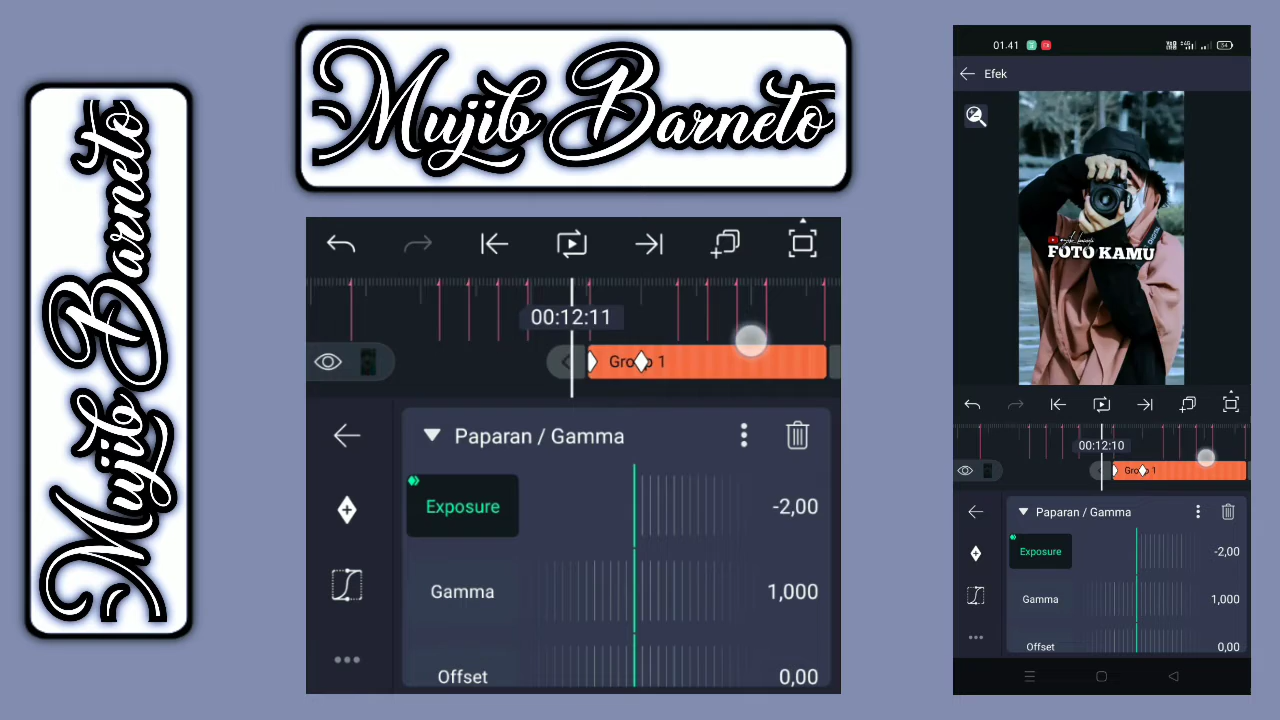 Mujib Barneto
Mujib Barneto
00:12:11
Group 1
Paparan / Gamma
Exposure
-2,00
Gamma
1,000
Offset
0,00
01.41
54
Efek
FOTO KAMU
00:12:10
Group 1
Paparan / Gamma
Exposure
-2,00
Gamma
1,000
Offset
0,00